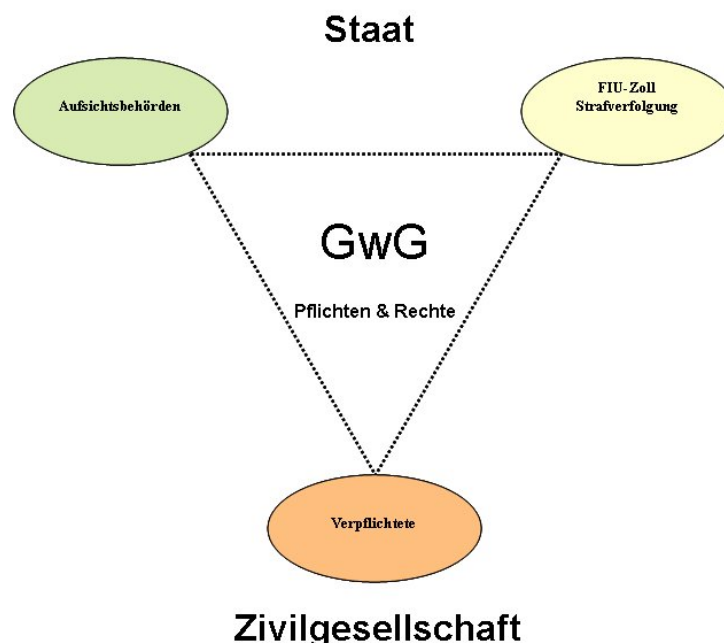 Staat
Aufsichtsbehörden
FIU-Zoll
Strafverfolgung
GwG
Pflichten & Rechte
Verpflichtete
Zivilgesellschaft